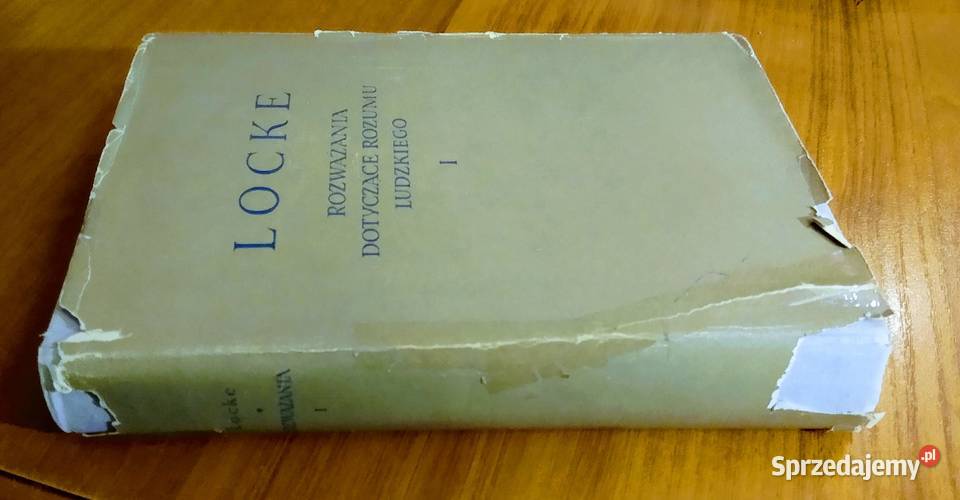 LOCKE
ROZWAŻANIA
DOTYCZĄCE ROZUMU
LUDZKIEGO
I
Locke
•
ROZWAŻANIA
I
Sprzedajemy.pl